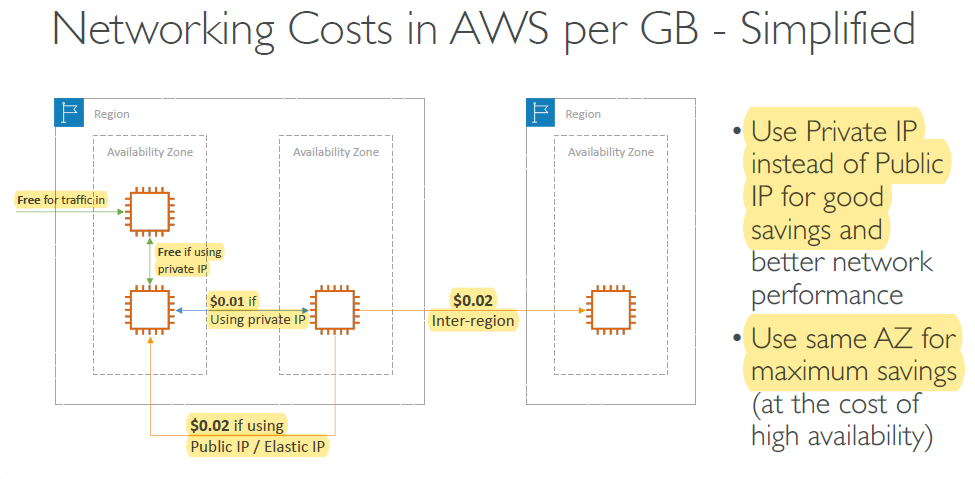 Networking Costs in AWS per GB - Simplified
Region
Availability Zone
Availability Zone
Free for traffic in
Free if using
private IP
$0.01 if
Using private IP
$0.02 if using
Public IP / Elastic IP
$0.02
Inter-region
Region
Availability Zone
• Use Private IP
instead of Public
IP for good
savings and
better network
performance
• Use same AZ for
maximum savings
(at the cost of
high availability)